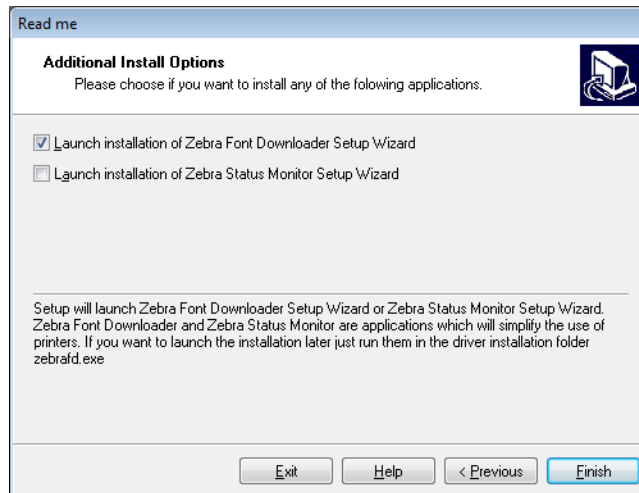 Read me
Additional Install Options
Please choose if you want to install any of the folowing applications.
Launch installation of Zebra Font Downloader Setup Wizard
Launch installation of Zebra Status Monitor Setup Wizard
Setup will launch Zebra Font Downloader Setup Wizard or Zebra Status Monitor Setup Wizard.
Zebra Font Downloader and Zebra Status Monitor are applications which will simplify the use of
printers. If you want to launch the installation later just run them in the driver installation folder
zebrafd.exe
Exit
Help
< Previous
Finish